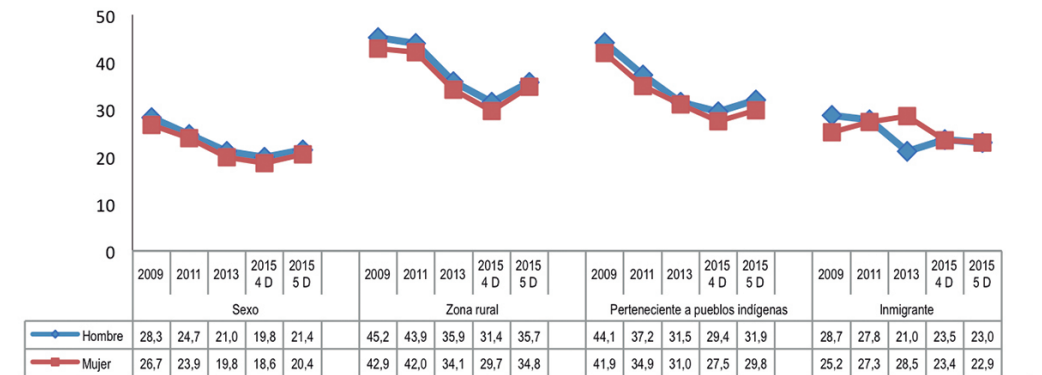 50
40
30
20
10
0
2009 2011 2013 2015 4 D 2015 5 D 2009 2011 2013 2015 4 D 2015 5 D 2009 2011 2013 2015 4 D 2015 5 D 2009 2011 2013 2015 4 D 2015 5 D
Sexo Zona rural Perteneciente a pueblos indígenas Inmigrante
Hombre 28,3 24,7 21,0 19,8 21,4 45,2 43,9 35,9 31,4 35,7 44,1 37,2 31,5 29,4 31,9 28,7 27,8 21,0 23,5 23,0
Mujer 26,7 23,9 19,8 18,6 20,4 42,9 42,0 34,1 29,7 34,8 41,9 34,9 31,0 27,5 29,8 25,2 27,3 28,5 23,4 22,9